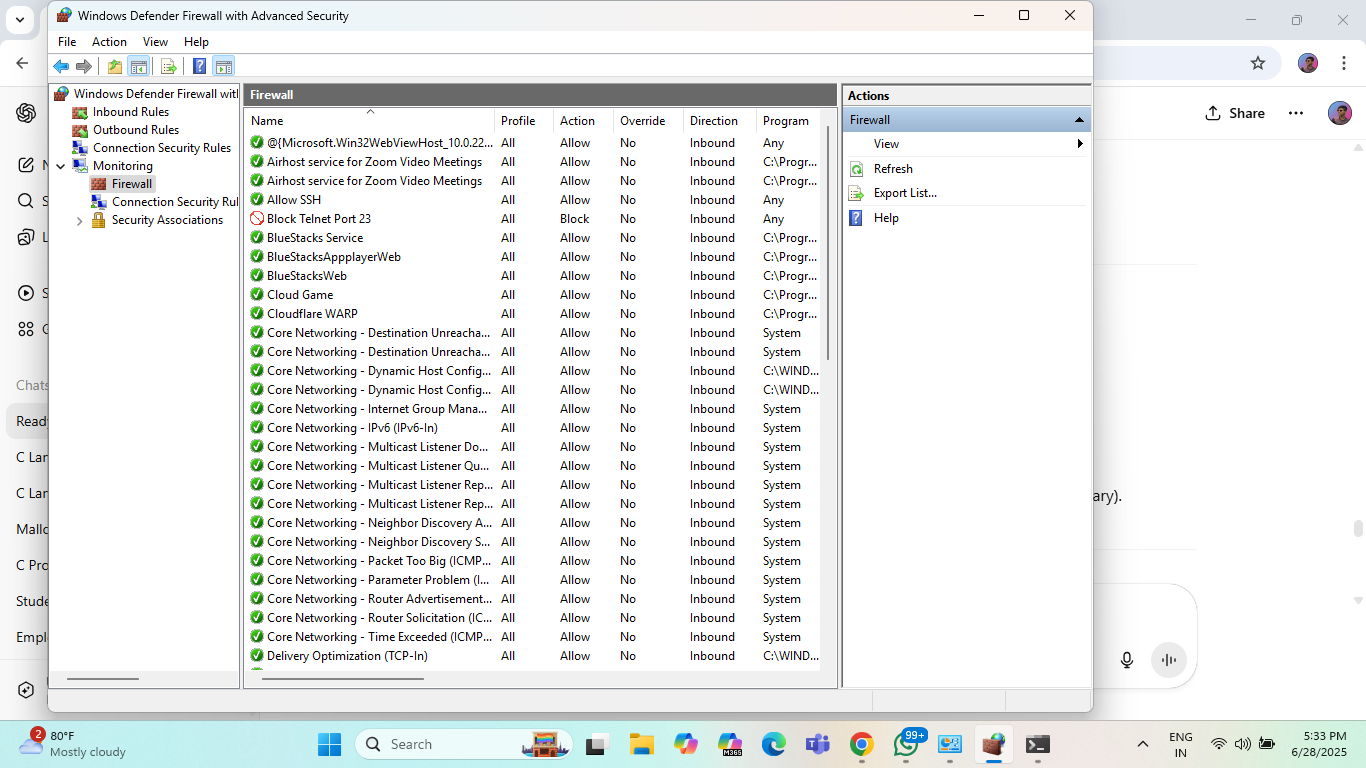 Windows Defender Firewall with Advanced Security
File Action View Help
Windows Defender Firewall with
Inbound Rules
Outbound Rules
Connection Security Rules
Monitoring
Firewall
Connection Security Rul
Security Associations
Firewall
Name Profile Action Override Direction Program
@{Microsoft.Win32WebViewHost_10.0.22... All Allow No Inbound Any
Airhost service for Zoom Video Meetings All Allow No Inbound C:\Progr...
Airhost service for Zoom Video Meetings All Allow No Inbound C:\Progr...
Allow SSH All Allow No Inbound Any
Block Telnet Port 23 All Block No Inbound Any
BlueStacks Service All Allow No Inbound C:\Progr...
BlueStacksAppplayerWeb All Allow No Inbound C:\Progr...
BlueStacksWeb All Allow No Inbound C:\Progr...
Cloud Game All Allow No Inbound C:\Progr...
Cloudflare WARP All Allow No Inbound C:\Progr...
Core Networking - Destination Unreacha... All Allow No Inbound System
Core Networking - Destination Unreacha... All Allow No Inbound System
Core Networking - Dynamic Host Config... All Allow No Inbound C:\WIND...
Core Networking - Dynamic Host Config... All Allow No Inbound C:\WIND...
Core Networking - Internet Group Mana... All Allow No Inbound System
Core Networking - IPv6 (IPv6-In) All Allow No Inbound System
Core Networking - Multicast Listener Do... All Allow No Inbound System
Core Networking - Multicast Listener Qu... All Allow No Inbound System
Core Networking - Multicast Listener Rep... All Allow No Inbound System
Core Networking - Multicast Listener Rep... All Allow No Inbound System
Core Networking - Neighbor Discovery A... All Allow No Inbound System
Core Networking - Neighbor Discovery S... All Allow No Inbound System
Core Networking - Packet Too Big (ICMP... All Allow No Inbound System
Core Networking - Parameter Problem (I... All Allow No Inbound System
Core Networking - Router Advertisement... All Allow No Inbound System
Core Networking - Router Solicitation (IC... All Allow No Inbound System
Core Networking - Time Exceeded (ICMP... All Allow No Inbound System
Delivery Optimization (TCP-In) All Allow No Inbound C:\WIND...
Actions
Firewall
View
Refresh
Export List...
Help
Share
Chats
Ready
C Lar
C Lar
Mallo
C Pro
Stude
Empl
ary).
2
80°F
Mostly cloudy
Search
M365
99+
ENG
IN
5:33 PM
6/28/2025